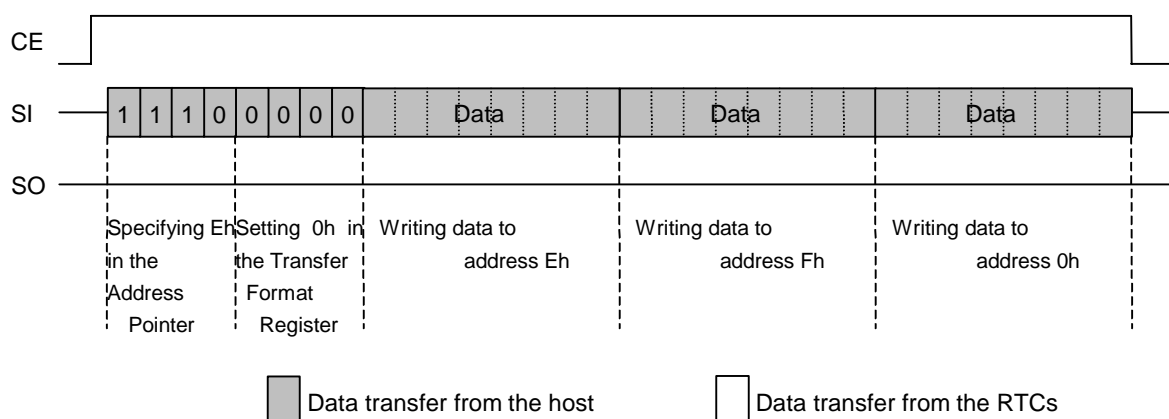 CE
SI 1 1 1 0 0 0 0 0 Data Data Data
SO
Specifying Eh Setting 0h in Writing data to Writing data to Writing data to
in the the Transfer address Eh address Fh address 0h
Address Format
Pointer Register
Data transfer from the host Data transfer from the RTCs